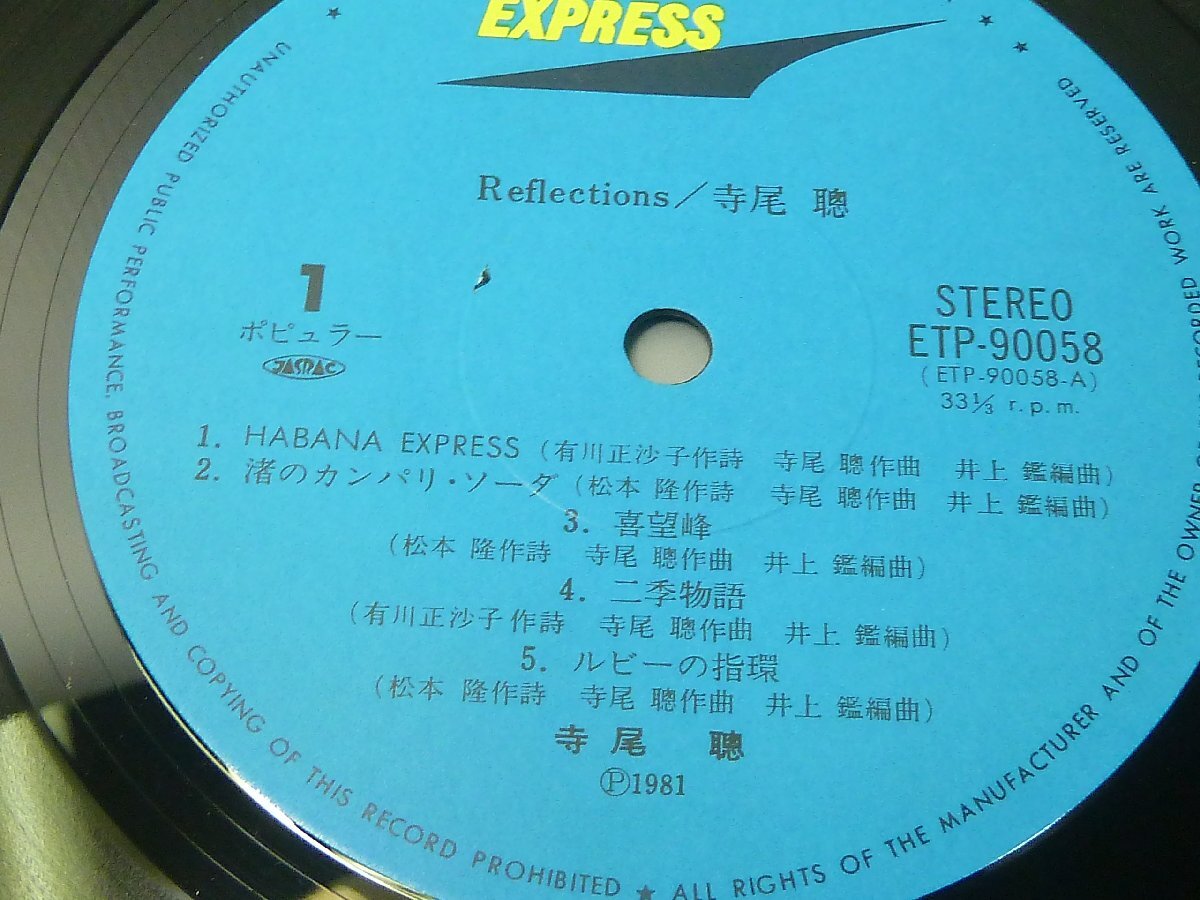 EXPRESS
Reflections／寺尾 聰
1
ポピュラー
JASRAC
STEREO
ETP-90058
(ETP-90058-A)
33⅓ r.p.m.
1. HABANA EXPRESS (有川正沙子作詩 寺尾 聰作曲 井上 鑑編曲)
2. 渚のカンパリ・ソーダ (松本 隆作詩 寺尾 聰作曲 井上 鑑編曲)
3. 喜望峰
(松本 隆作詩 寺尾 聰作曲 井上 鑑編曲)
4. 二季物語
(有川正沙子作詩 寺尾 聰作曲 井上 鑑編曲)
5. ルビーの指環
(松本 隆作詩 寺尾 聰作曲 井上 鑑編曲)
寺尾 聰
Ⓟ1981
UNAUTHORIZED PUBLIC PERFORMANCE, BROADCASTING AND COPYING OF THIS RECORD PROHIBITED ★ ALL RIGHTS OF THE MANUFACTURER AND OF THE OWNER RECORDED WORK ARE RESERVED